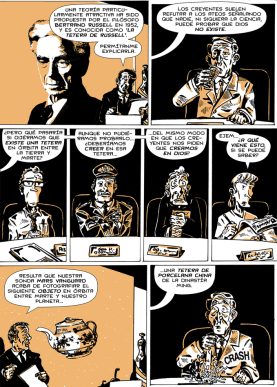 UNA TEORÍA PARTICU-
LARMENTE ATRACTIVA HA SIDO
PROPUESTA POR EL FILÓSOFO
BERTRAND RUSSELL EN 1952,
Y ES CONOCIDA COMO 'LA
TETERA DE RUSSELL'.
PERMÍTANME
EXPLICARLA.
LOS CREYENTES SUELEN
REFUTAR A LOS ATEOS SEÑALANDO
QUE NADIE, NI SIQUIERA LA CIENCIA,
PUEDE PROBAR QUE DIOS
NO EXISTE.
¿PERO QUÉ PASARÍA
SI DIJÉRAMOS QUE
EXISTE UNA TETERA
EN ÓRBITA ENTRE
LA TIERRA Y
MARTE?
AUNQUE NO PUDIÉ-
RAMOS PROBARLO,
¿DEBERÍAMOS
CREER EN ESA
TETERA...
...DEL MISMO MODO
EN QUE LOS CRE-
YENTES NOS PIDEN
QUE CREAMOS
EN DIOS?
EJEM...
¿A QUÉ
VIENE ESTO,
SI SE PUEDE
SABER?
RESULTA QUE NUESTRA
SONDA MARS VANGUARD
ACABA DE FOTOGRAFIAR EL
SIGUIENTE OBJETO EN ÓRBITA
ENTRE MARTE Y NUESTRO
PLANETA...
...UNA TETERA DE
PORCELANA CHINA
DE LA DINASTÍA
MING.
CRASH